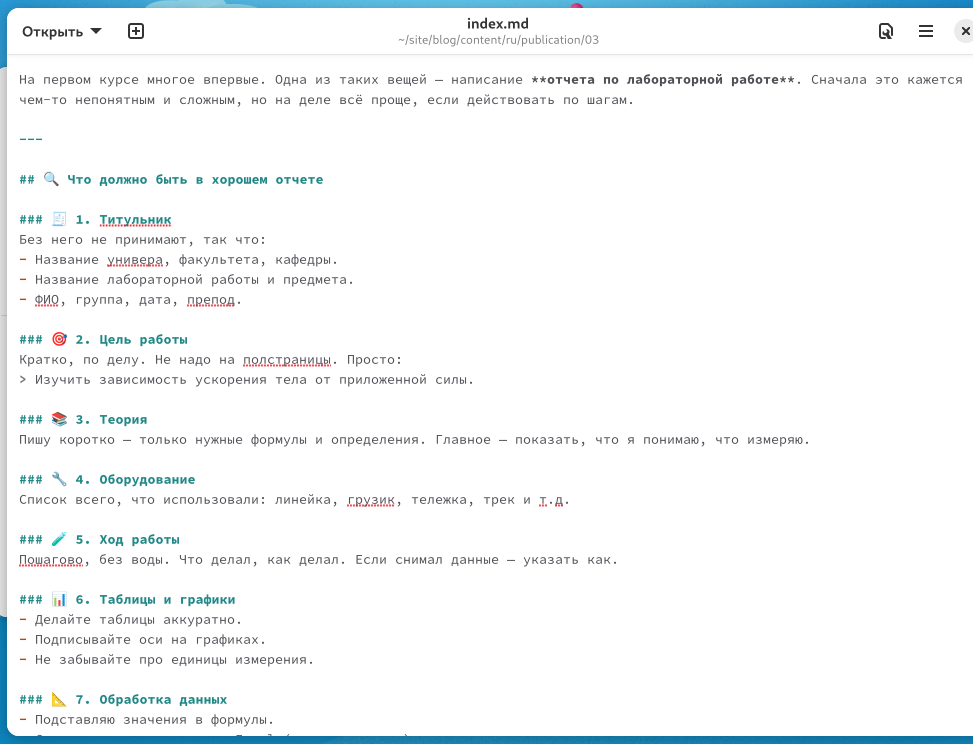 Открыть
index.md
~/site/blog/content/ru/publication/03
На первом курсе многое впервые. Одна из таких вещей — написание **отчета по лабораторной работе**. Сначала это кажется
чем-то непонятным и сложным, но на деле всё проще, если действовать по шагам.
---
## 🔍 Что должно быть в хорошем отчете
### 🧾 1. Титульник
Без него не принимают, так что:
- Название универа, факультета, кафедры.
- Название лабораторной работы и предмета.
- ФИО, группа, дата, препод.
### 🎯 2. Цель работы
Кратко, по делу. Не надо на полстраницы. Просто:
> Изучить зависимость ускорения тела от приложенной силы.
### 📚 3. Теория
Пишу коротко — только нужные формулы и определения. Главное — показать, что я понимаю, что измеряю.
### 🔧 4. Оборудование
Список всего, что использовали: линейка, грузик, тележка, трек и т.д.
### 🧪 5. Ход работы
Пошагово, без воды. Что делал, как делал. Если снимал данные — указать как.
### 📊 6. Таблицы и графики
- Делайте таблицы аккуратно.
- Подписывайте оси на графиках.
- Не забывайте про единицы измерения.
### 📐 7. Обработка данных
- Подставляю значения в формулы.